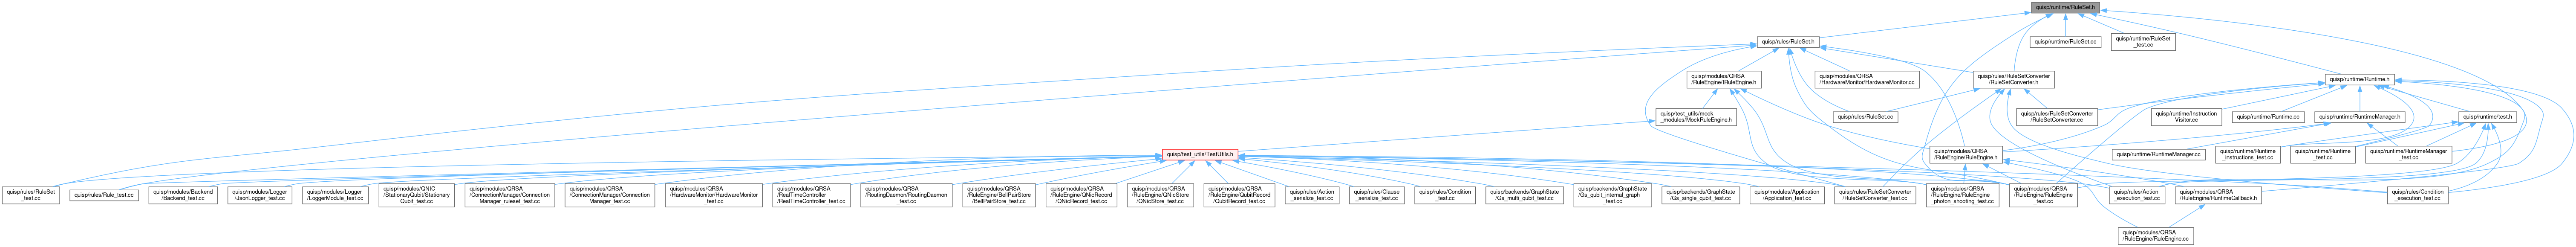 quisp/runtime/RuleSet.h
quisp/rules/RuleSet.h
quisp/runtime/RuleSet.cc
quisp/runtime/RuleSet
_test.cc
quisp/modules/QRSA
/RuleEngine/IRuleEngine.h
quisp/modules/QRSA
/HardwareMonitor/HardwareMonitor.cc
quisp/rules/RuleSetConverter
/RuleSetConverter.h
quisp/runtime/Runtime.h
quisp/test_utils/mock
_modules/MockRuleEngine.h
quisp/rules/RuleSet.cc
quisp/rules/RuleSetConverter
/RuleSetConverter.cc
quisp/runtime/Instruction
Visitor.cc
quisp/runtime/Runtime.cc
quisp/runtime/RuntimeManager.h
quisp/runtime/test.h
quisp/test_utils/TestUtils.h
quisp/modules/QRSA
/RuleEngine/RuleEngine.h
quisp/runtime/RuntimeManager.cc
quisp/runtime/Runtime
_instructions_test.cc
quisp/runtime/Runtime
_test.cc
quisp/runtime/RuntimeManager
_test.cc
quisp/rules/RuleSet
_test.cc
quisp/rules/Rule_test.cc
quisp/modules/Backend
/Backend_test.cc
quisp/modules/Logger
/JsonLogger_test.cc
quisp/modules/Logger
/LoggerModule_test.cc
quisp/modules/QNIC
/StationaryQubit/Stationary
Qubit_test.cc
quisp/modules/QRSA
/ConnectionManager/Connection
Manager_ruleset_test.cc
quisp/modules/QRSA
/ConnectionManager/Connection
Manager_test.cc
quisp/modules/QRSA
/HardwareMonitor/HardwareMonitor
_test.cc
quisp/modules/QRSA
/RealTimeController
/RealTimeController_test.cc
quisp/modules/QRSA
/RoutingDaemon/RoutingDaemon
_test.cc
quisp/modules/QRSA
/RuleEngine/BellPairStore
/BellPairStore_test.cc
quisp/modules/QRSA
/RuleEngine/QNicRecord
/QNicRecord_test.cc
quisp/modules/QRSA
/RuleEngine/QNicStore
/QNicStore_test.cc
quisp/modules/QRSA
/RuleEngine/QubitRecord
/QubitRecord_test.cc
quisp/rules/Action
_serialize_test.cc
quisp/rules/Clause
_serialize_test.cc
quisp/rules/Condition
_test.cc
quisp/backends/GraphState
/Gs_multi_qubit_test.cc
quisp/backends/GraphState
/Gs_qubit_internal_graph
_test.cc
quisp/backends/GraphState
/Gs_single_qubit_test.cc
quisp/modules/Application
/Application_test.cc
quisp/rules/RuleSetConverter
/RuleSetConverter_test.cc
quisp/modules/QRSA
/RuleEngine/RuleEngine
_photon_shooting_test.cc
quisp/modules/QRSA
/RuleEngine/RuleEngine
_test.cc
quisp/rules/Action
_execution_test.cc
quisp/modules/QRSA
/RuleEngine/RuntimeCallback.h
quisp/rules/Condition
_execution_test.cc
quisp/modules/QRSA
/RuleEngine/RuleEngine.cc